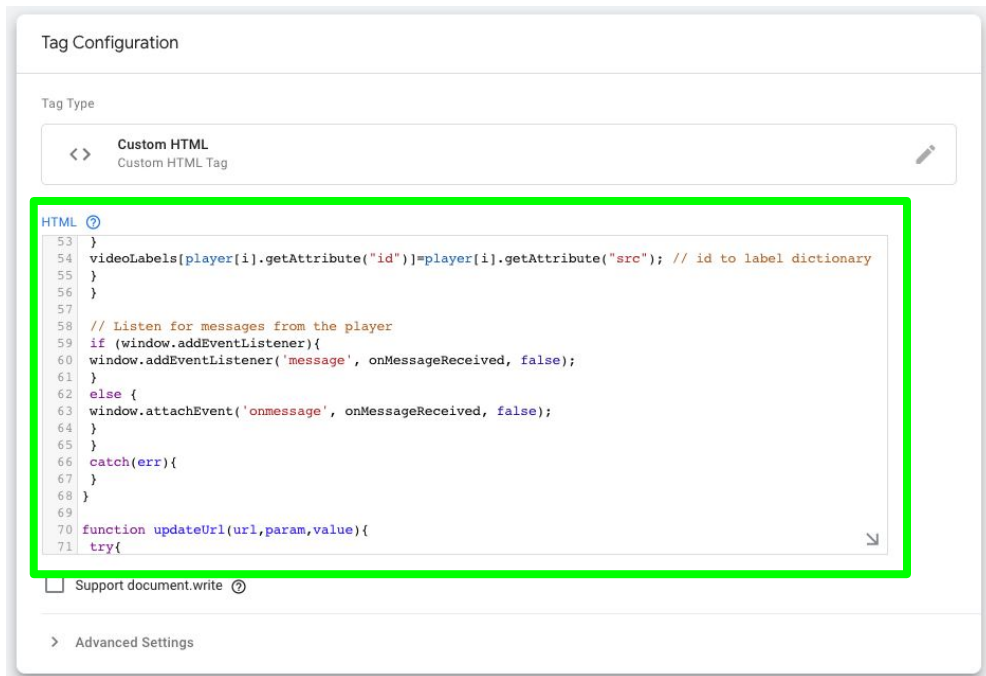 Tag Configuration
Tag Type
Custom HTML
Custom HTML Tag
HTML
53 }
54 videoLabels[player[i].getAttribute("id")]=player[i].getAttribute("src"); // id to label dictionary
55 }
56 }
57
58 // Listen for messages from the player
59 if (window.addEventListener){
60 window.addEventListener('message', onMessageReceived, false);
61 }
62 else {
63 window.attachEvent('onmessage', onMessageReceived, false);
64 }
65 }
66 catch(err){
67 }
68 }
69
70 function updateUrl(url,param,value){
71 try{
Support document.write
Advanced Settings